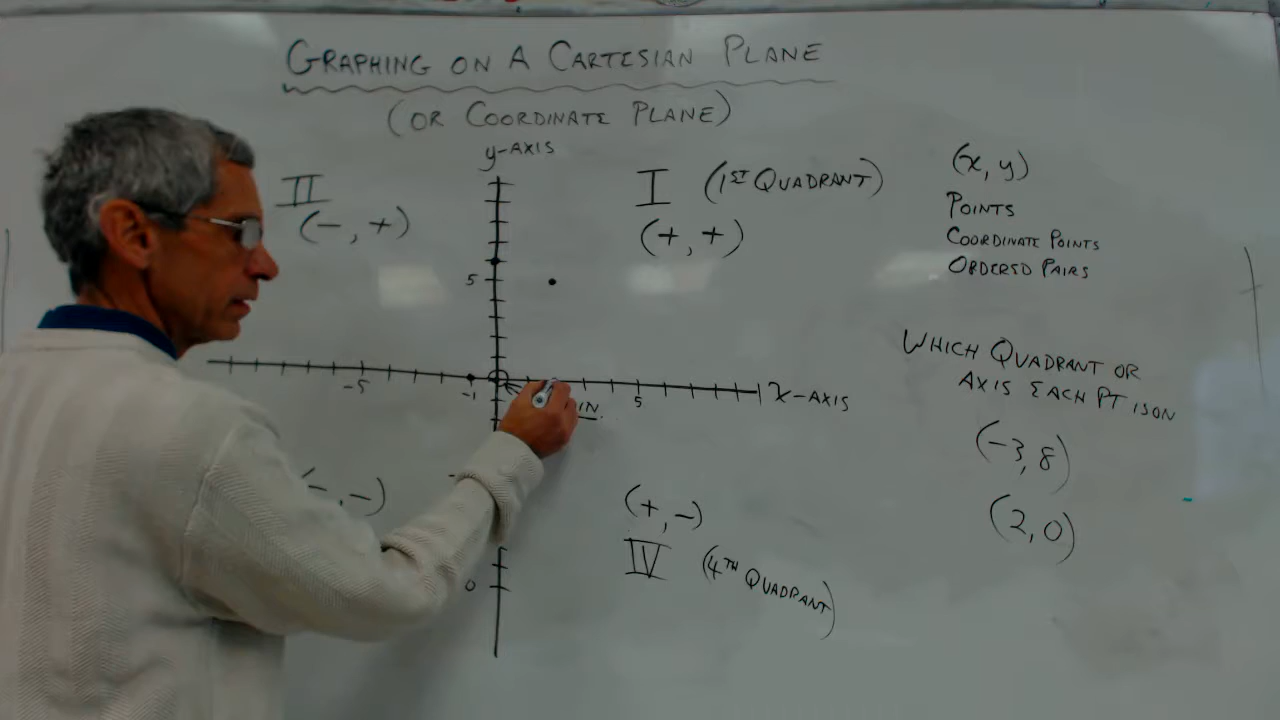 GRAPHING ON A CARTESIAN PLANE
(OR COORDINATE PLANE)
y-AXIS
II
(-, +)
I (1ST QUADRANT)
(+, +)
5
-5
-1
5
x-AXIS
(-, -)
(+, -)
IV (4TH QUADRANT)
(x, y)
POINTS
COORDINATE POINTS
ORDERED PAIRS
WHICH QUADRANT OR
AXIS EACH PT IS ON
(-3, 8)
(2, 0)